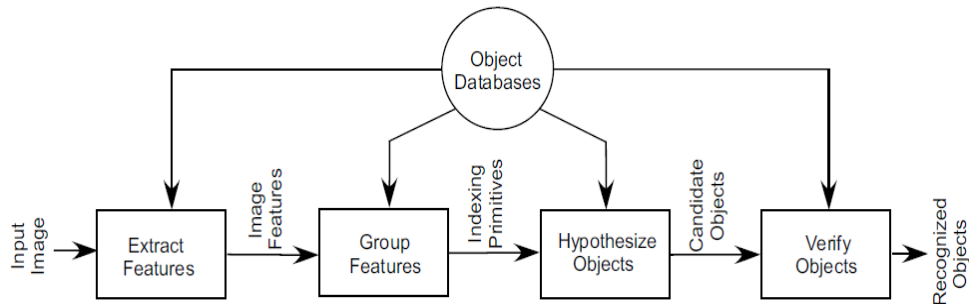 Object
Databases
Input
Image
Extract
Features
Image
Features
Group
Features
Indexing
Primitives
Hypothesize
Objects
Candidate
Objects
Verify
Objects
Recognized
Objects